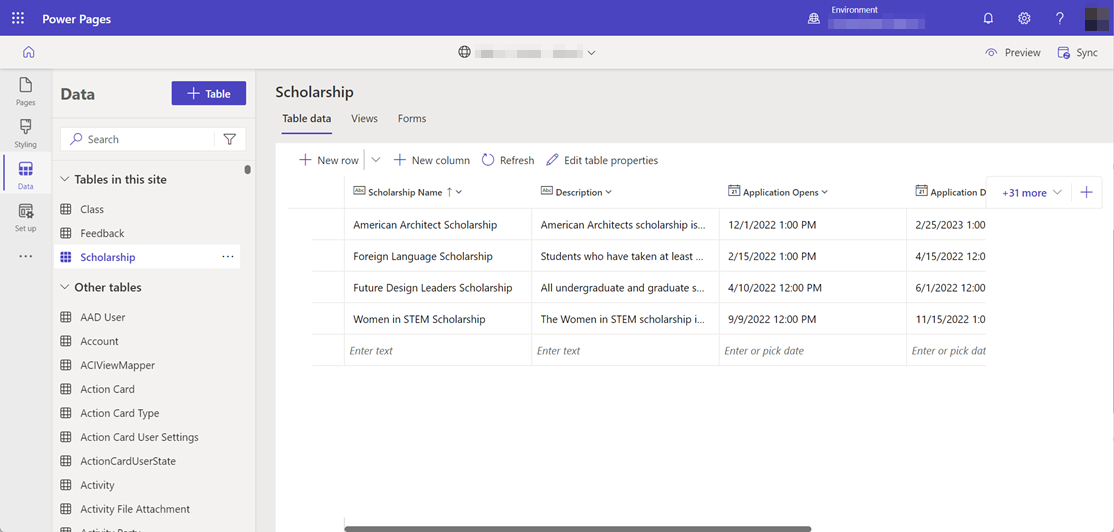 Power Pages
Environment
Preview
Sync
Pages
Styling
Data
Set up
Data
Table
Search
Tables in this site
Class
Feedback
Scholarship
Other tables
AAD User
Account
ACIViewMapper
Action Card
Action Card Type
Action Card User Settings
ActionCardUserState
Activity
Activity File Attachment
Scholarship
Table data Views Forms
New row New column Refresh Edit table properties
Scholarship Name Description Application Opens Application D +31 more
American Architect Scholarship American Architects scholarship is... 12/1/2022 1:00 PM 2/25/2023 1:00
Foreign Language Scholarship Students who have taken at least ... 2/15/2022 1:00 PM 4/15/2022 12:0
Future Design Leaders Scholarship All undergraduate and graduate s... 4/10/2022 12:00 PM 6/1/2022 12:00
Women in STEM Scholarship The Women in STEM scholarship i... 9/9/2022 12:00 PM 11/15/2022 1:0
Enter text Enter text Enter or pick date Enter or pick dat